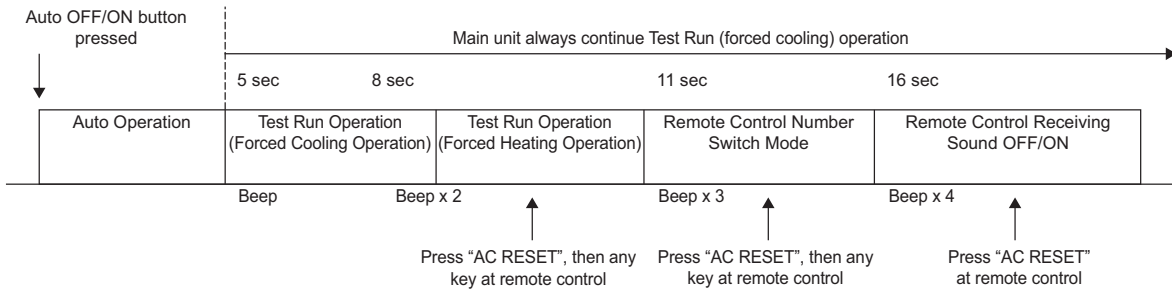 Auto OFF/ON button
pressed
Main unit always continue Test Run (forced cooling) operation
5 sec
8 sec
11 sec
16 sec
Auto Operation
Test Run Operation
(Forced Cooling Operation)
Test Run Operation
(Forced Heating Operation)
Remote Control Number
Switch Mode
Remote Control Receiving
Sound OFF/ON
Beep
Beep x 2
Beep x 3
Beep x 4
Press “AC RESET”, then any
key at remote control
Press “AC RESET”, then any
key at remote control
Press “AC RESET”
at remote control